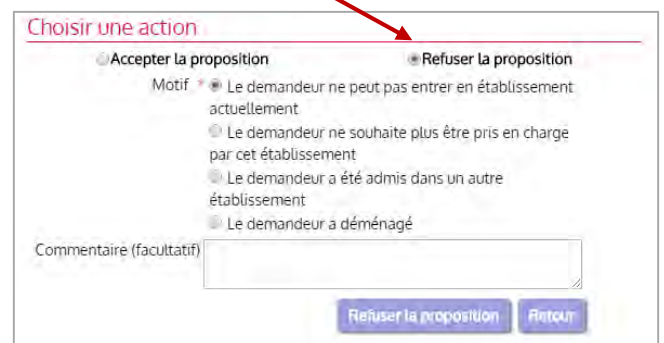 Choisir une action
Accepter la proposition Refuser la proposition
Motif * Le demandeur ne peut pas entrer en établissement
actuellement
Le demandeur ne souhaite plus être pris en charge
par cet établissement
Le demandeur a été admis dans un autre
établissement
Le demandeur a déménagé
Commentaire (facultatif)
Refuser la proposition Retour